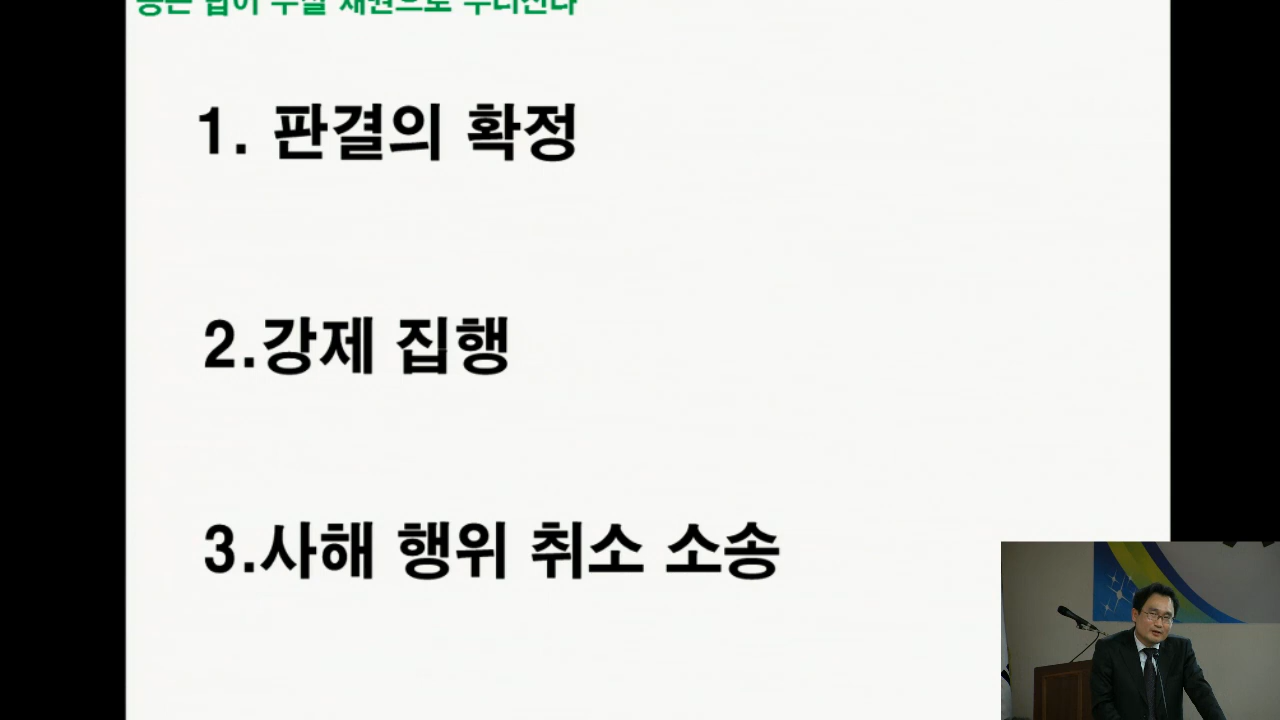 1. 판결의 확정
2.강제 집행
3.사해 행위 취소 소송